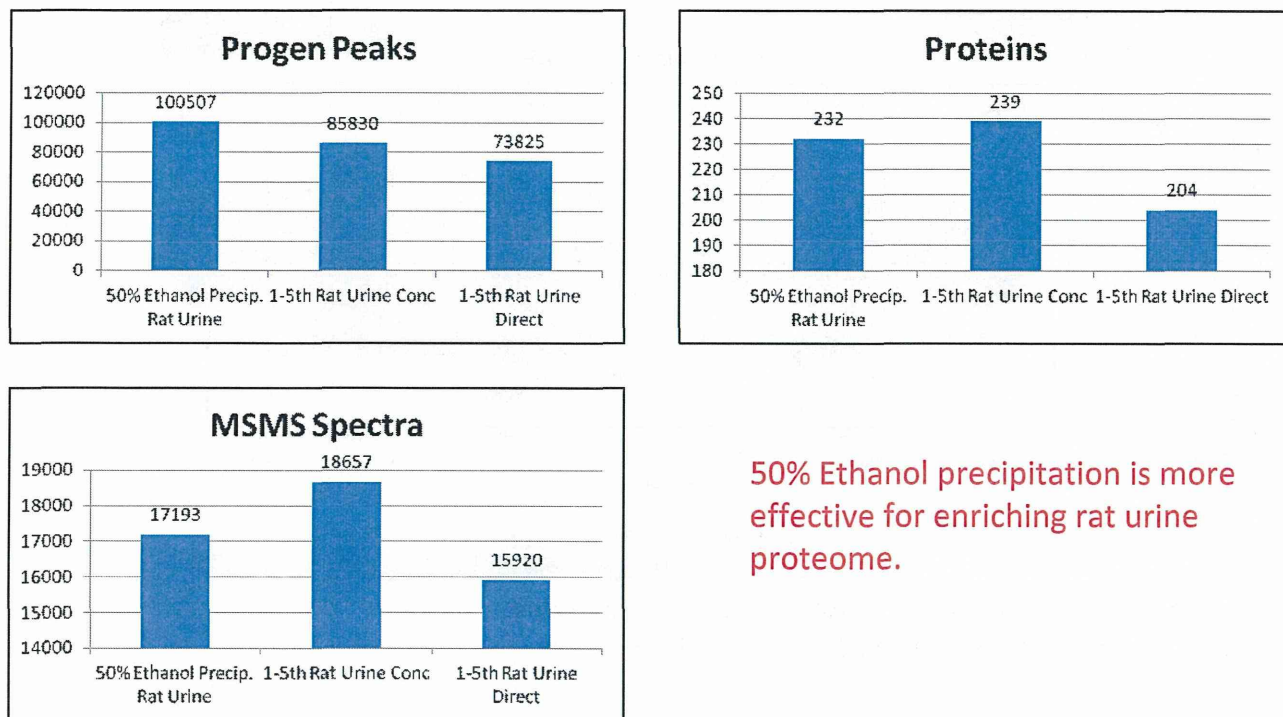 Progen Peaks
120000
100000
80000
60000
40000
20000
0
100507
85830
73825
50% Ethanol Precip. 1-5th Rat Urine Conc 1-5th Rat Urine
Rat Urine Direct
Proteins
250
240
230
220
210
200
190
180
232
239
204
50% Ethanol Precip. 1-5th Rat Urine Conc 1-5th Rat Urine Direct
Rat Urine
MSMS Spectra
19000
18000
17000
16000
15000
14000
17193
18657
15920
50% Ethanol Precip. 1-5th Rat Urine Conc 1-5th Rat Urine
Rat Urine Direct
50% Ethanol precipitation is more
effective for enriching rat urine
proteome.